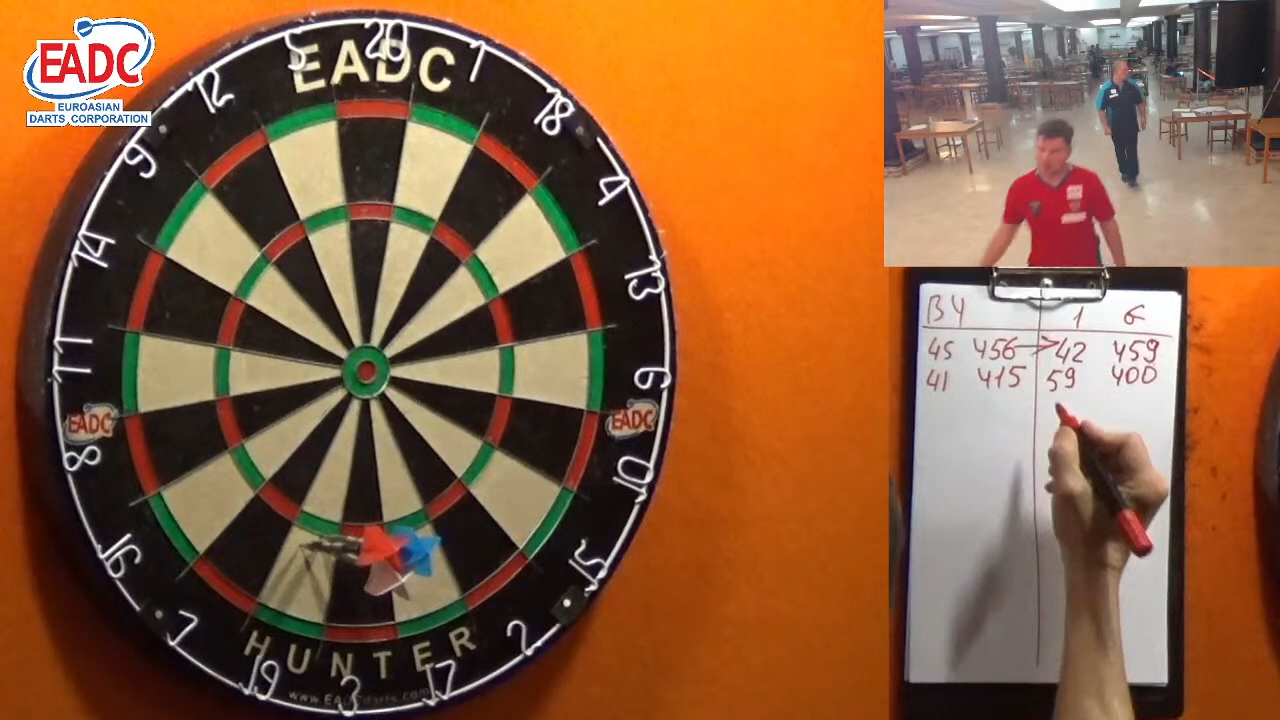 EADC
EUROASIAN
DARTS CORPORATION
EADC
20
1
18
4
13
6
10
15
2
17
3
19
7
16
8
11
14
9
12
5
EADC
EADC
HUNTER
B4 1 6
45 456 → 42 459
41 415 59 400